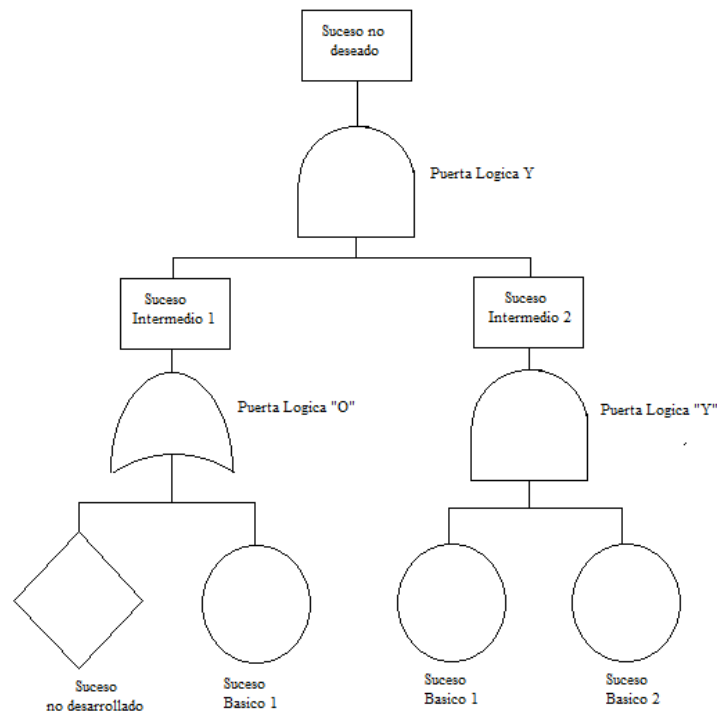 Suceso no
deseado
Puerta Logica Y
Suceso
Intermedio 1
Suceso
Intermedio 2
Puerta Logica "O"
Puerta Logica "Y"
Suceso
no desarrollado
Suceso
Basico 1
Suceso
Basico 1
Suceso
Basico 2